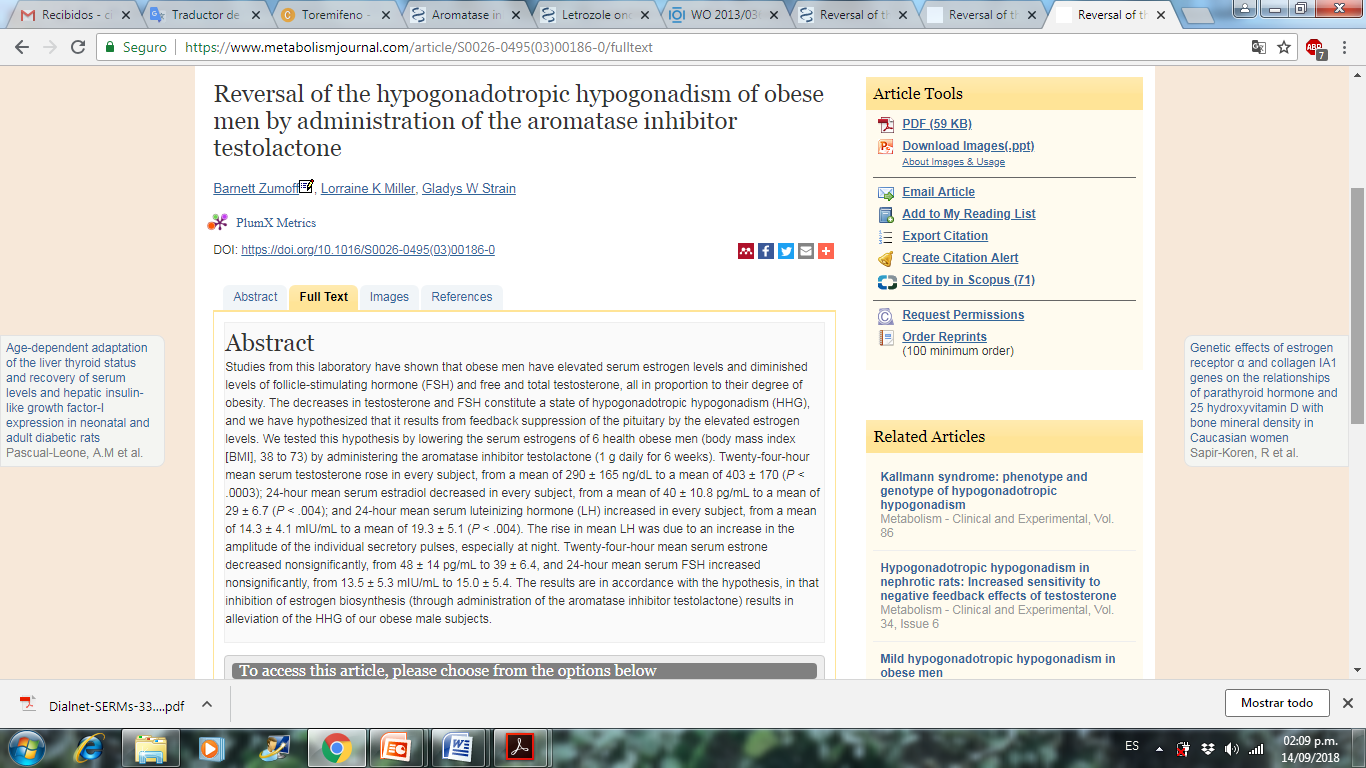 Recibidos - cl
Traductor de
Toremifeno -
Aromatase in
Letrozole onc
WO 2013/036
Reversal of th
Reversal of th
Reversal of th
Seguro
https://www.metabolismjournal.com/article/S0026-0495(03)00186-0/fulltext
ABP
7
Reversal of the hypogonadotropic hypogonadism of obese
men by administration of the aromatase inhibitor
testolactone
Barnett Zumoff, Lorraine K Miller, Gladys W Strain
PlumX Metrics
DOI: https://doi.org/10.1016/S0026-0495(03)00186-0
Abstract
Full Text
Images
References
Abstract
Studies from this laboratory have shown that obese men have elevated serum estrogen levels and diminished
levels of follicle-stimulating hormone (FSH) and free and total testosterone, all in proportion to their degree of
obesity. The decreases in testosterone and FSH constitute a state of hypogonadotropic hypogonadism (HHG),
and we have hypothesized that it results from feedback suppression of the pituitary by the elevated estrogen
levels. We tested this hypothesis by lowering the serum estrogens of 6 health obese men (body mass index
[BMI], 38 to 73) by administering the aromatase inhibitor testolactone (1 g daily for 6 weeks). Twenty-four-hour
mean serum testosterone rose in every subject, from a mean of 290 ± 165 ng/dL to a mean of 403 ± 170 (P <
.0003); 24-hour mean serum estradiol decreased in every subject, from a mean of 40 ± 10.8 pg/mL to a mean of
29 ± 6.7 (P < .004); and 24-hour mean serum luteinizing hormone (LH) increased in every subject, from a mean
of 14.3 ± 4.1 mIU/mL to a mean of 19.3 ± 5.1 (P < .004). The rise in mean LH was due to an increase in the
amplitude of the individual secretory pulses, especially at night. Twenty-four-hour mean serum estrone
decreased nonsignificantly, from 48 ± 14 pg/mL to 39 ± 6.4, and 24-hour mean serum FSH increased
nonsignificantly, from 13.5 ± 5.3 mIU/mL to 15.0 ± 5.4. The results are in accordance with the hypothesis, in that
inhibition of estrogen biosynthesis (through administration of the aromatase inhibitor testolactone) results in
alleviation of the HHG of our obese male subjects.
To access this article, please choose from the options below
Age-dependent adaptation
of the liver thyroid status
and recovery of serum
levels and hepatic insulin-
like growth factor-I
expression in neonatal and
adult diabetic rats
Pascual-Leone, A.M et al.
Article Tools
PDF (59 KB)
Download Images(.ppt)
About Images & Usage
Email Article
Add to My Reading List
Export Citation
Create Citation Alert
Cited by in Scopus (71)
Request Permissions
Order Reprints
(100 minimum order)
Related Articles
Kallmann syndrome: phenotype and
genotype of hypogonadotropic
hypogonadism
Metabolism - Clinical and Experimental, Vol.
86
Hypogonadotropic hypogonadism in
nephrotic rats: Increased sensitivity to
negative feedback effects of testosterone
Metabolism - Clinical and Experimental, Vol.
34, Issue 6
Mild hypogonadotropic hypogonadism in
obese men
Genetic effects of estrogen
receptor α and collagen IA1
genes on the relationships
of parathyroid hormone and
25 hydroxyvitamin D with
bone mineral density in
Caucasian women
Sapir-Koren, R et al.
Dialnet-SERMs-33....pdf
Mostrar todo
ES
02:09 p.m.
14/09/2018